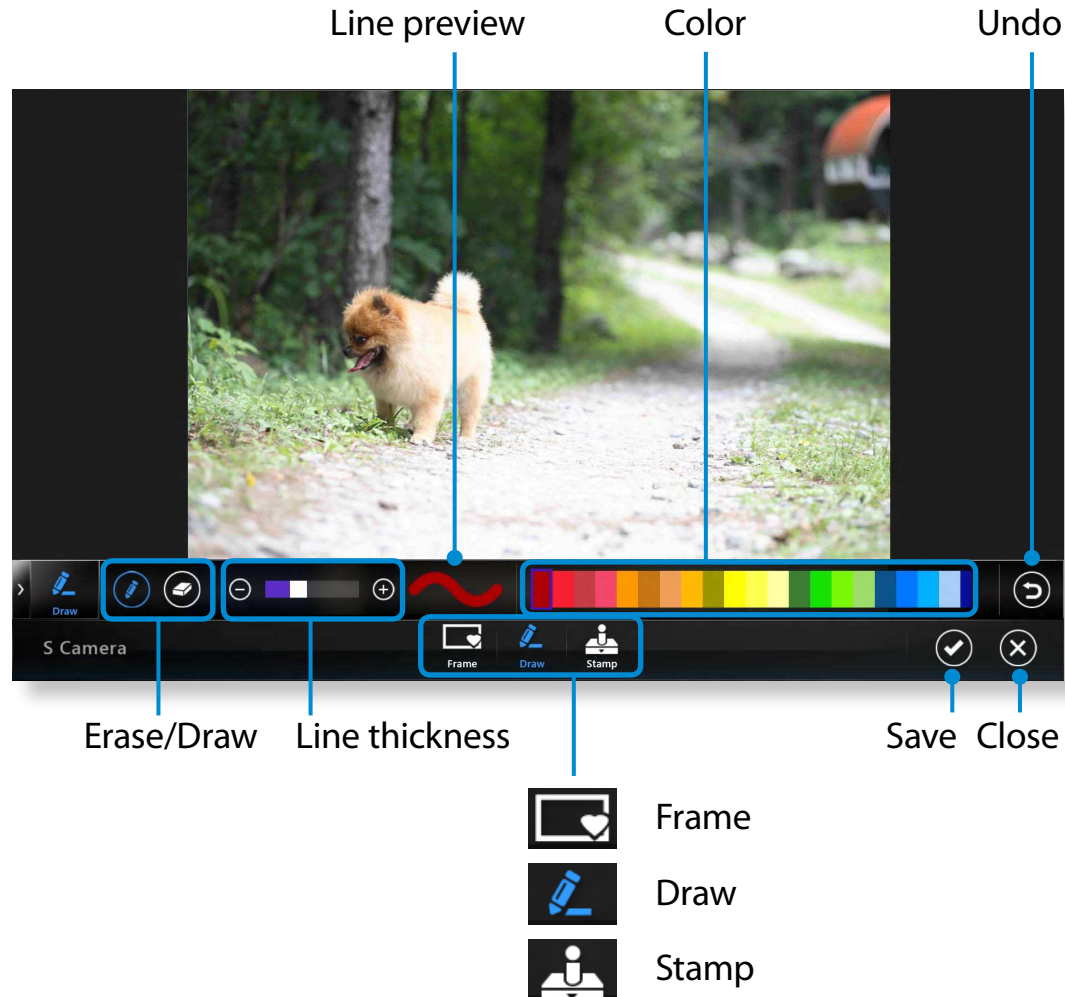 Line preview Color Undo
Draw
S Camera
Frame Draw Stamp
Erase/Draw Line thickness Save Close
Frame
Draw
Stamp